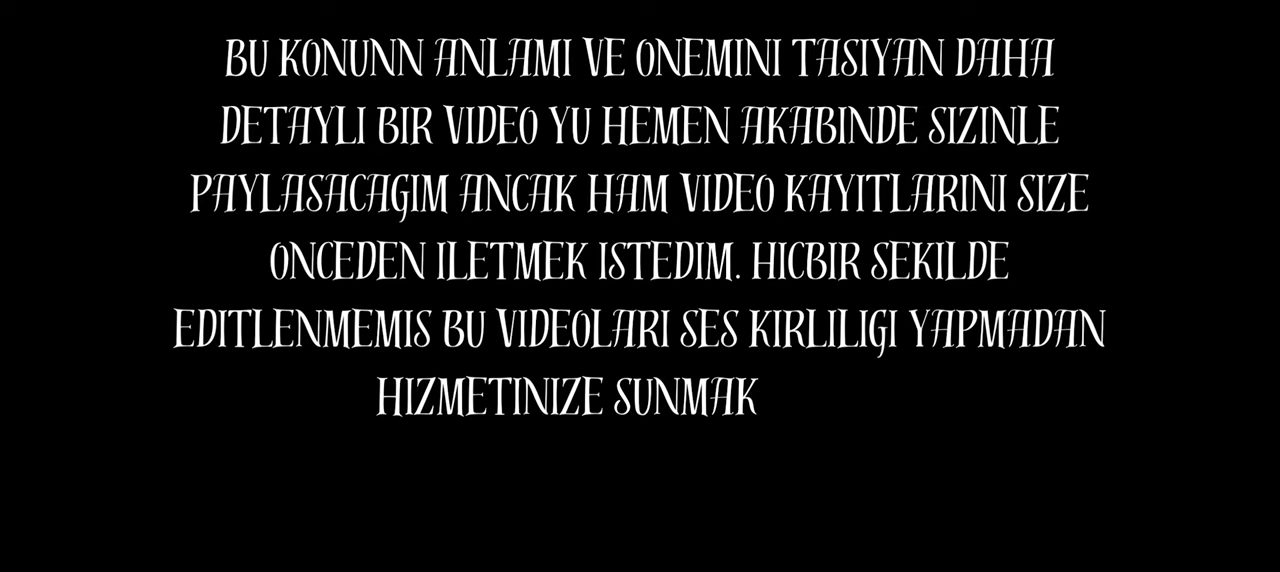 BU KONUNN ANLAMI VE ONEMINI TASIYAN DAHA
DETAYLI BIR VIDEO YU HEMEN AKABINDE SIZINLE
PAYLASACAGIM ANCAK HAM VIDEO KAYITLARINI SIZE
ONCEDEN ILETMEK ISTEDIM. HICBIR SEKILDE
EDITLENMEMIS BU VIDEOLARI SES KIRLILIGI YAPMADAN
HIZMETINIZE SUNMAK